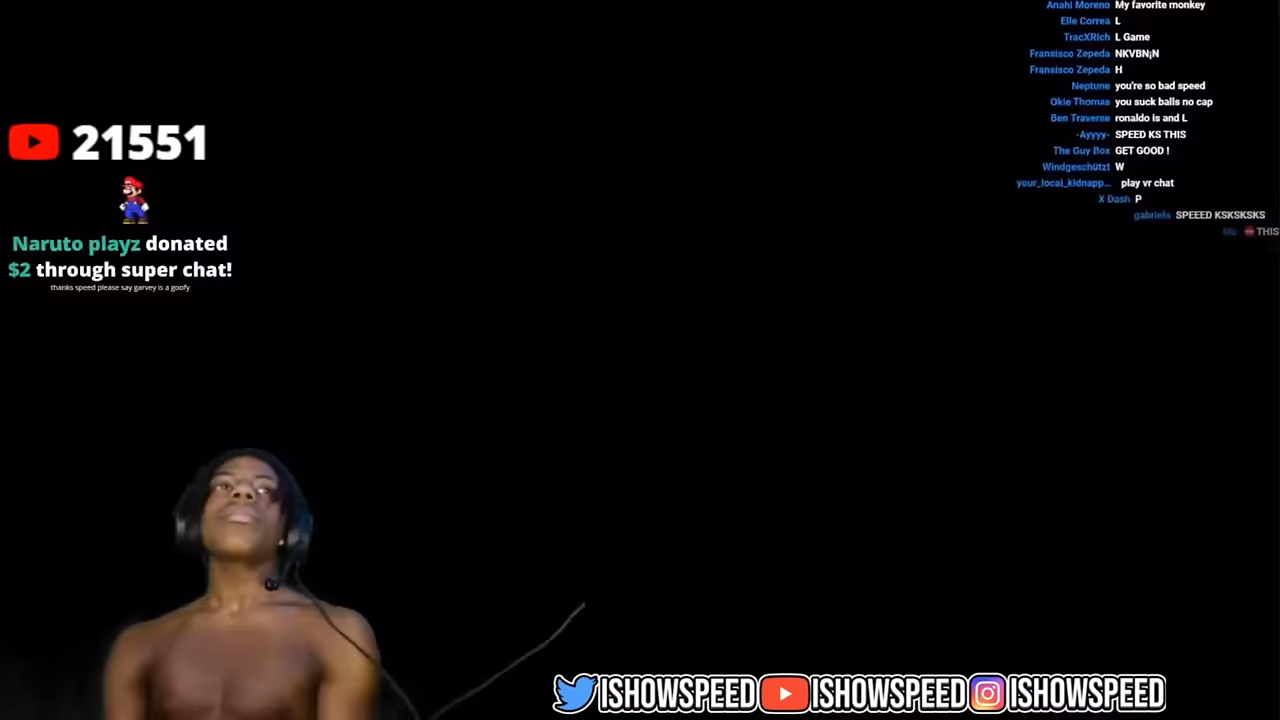 Anahi Moreno My favorite monkey
Elle Correa L
TracXRich L Game
Fransisco Zepeda NKVBN¡N
Fransisco Zepeda H
Neptune you're so bad speed
Okie Thomas you suck balls no cap
Ben Traverse ronaldo is and L
-Ayyyy- SPEED KS THIS
The Guy Box GET GOOD !
Windgeschützt W
your_local_kidnapp... play vr chat
X Dash P
gabriels SPEEED KSKSKSKS
THIS
21551
Naruto playz donated
$2 through super chat!
thanks speed please say garvey is a goofy
ISHOWSPEED ISHOWSPEED ISHOWSPEED